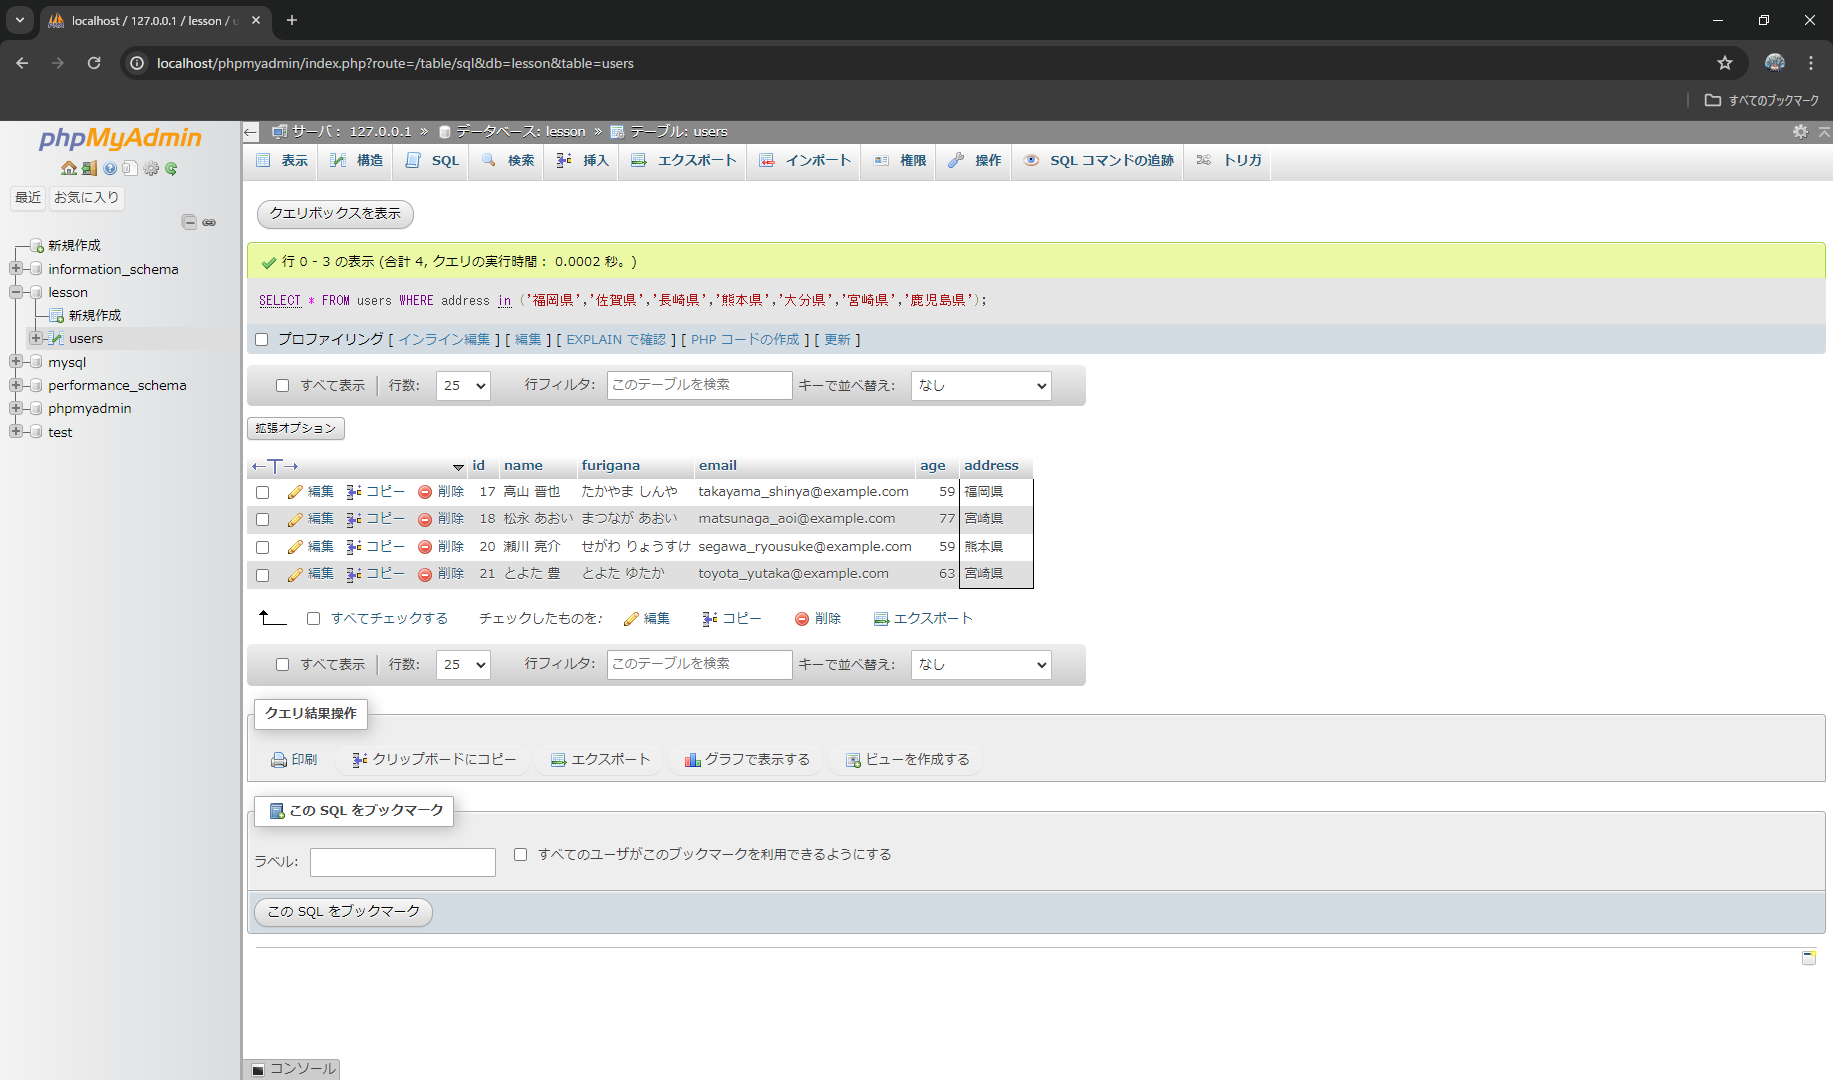 localhost / 127.0.0.1 / lesson / u
localhost/phpmyadmin/index.php?route=/table/sql&db=lesson&table=users
すべてのブックマーク
phpMyAdmin
最近 お気に入り
新規作成
information_schema
lesson
新規作成
users
mysql
performance_schema
phpmyadmin
test
サーバ: 127.0.0.1 » データベース: lesson » テーブル: users
表示 構造 SQL 検索 挿入 エクスポート インポート 権限 操作 SQL コマンドの追跡 トリガ
クエリボックスを表示
行 0 - 3 の表示 (合計 4, クエリの実行時間: 0.0002 秒。)
SELECT * FROM users WHERE address in ('福岡県','佐賀県','長崎県','熊本県','大分県','宮崎県','鹿児島県');
プロファイリング [ インライン編集 ] [ 編集 ] [ EXPLAIN で確認 ] [ PHP コードの作成 ] [ 更新 ]
すべて表示 行数: 25 行フィルタ: このテーブルを検索 キーで並べ替え: なし
拡張オプション
←T→ id name furigana email age address
編集 コピー 削除 17 高山 晋也 たかやま しんや takayama_shinya@example.com 59 福岡県
編集 コピー 削除 18 松永 あおい まつなが あおい matsunaga_aoi@example.com 77 宮崎県
編集 コピー 削除 20 瀬川 亮介 せがわ りょうすけ segawa_ryousuke@example.com 59 熊本県
編集 コピー 削除 21 とよた 豊 とよた ゆたか toyota_yutaka@example.com 63 宮崎県
すべてチェックする チェックしたものを: 編集 コピー 削除 エクスポート
すべて表示 行数: 25 行フィルタ: このテーブルを検索 キーで並べ替え: なし
クエリ結果操作
印刷 クリップボードにコピー エクスポート グラフで表示する ビューを作成する
この SQL をブックマーク
ラベル: すべてのユーザがこのブックマークを利用できるようにする
この SQL をブックマーク
コンソール